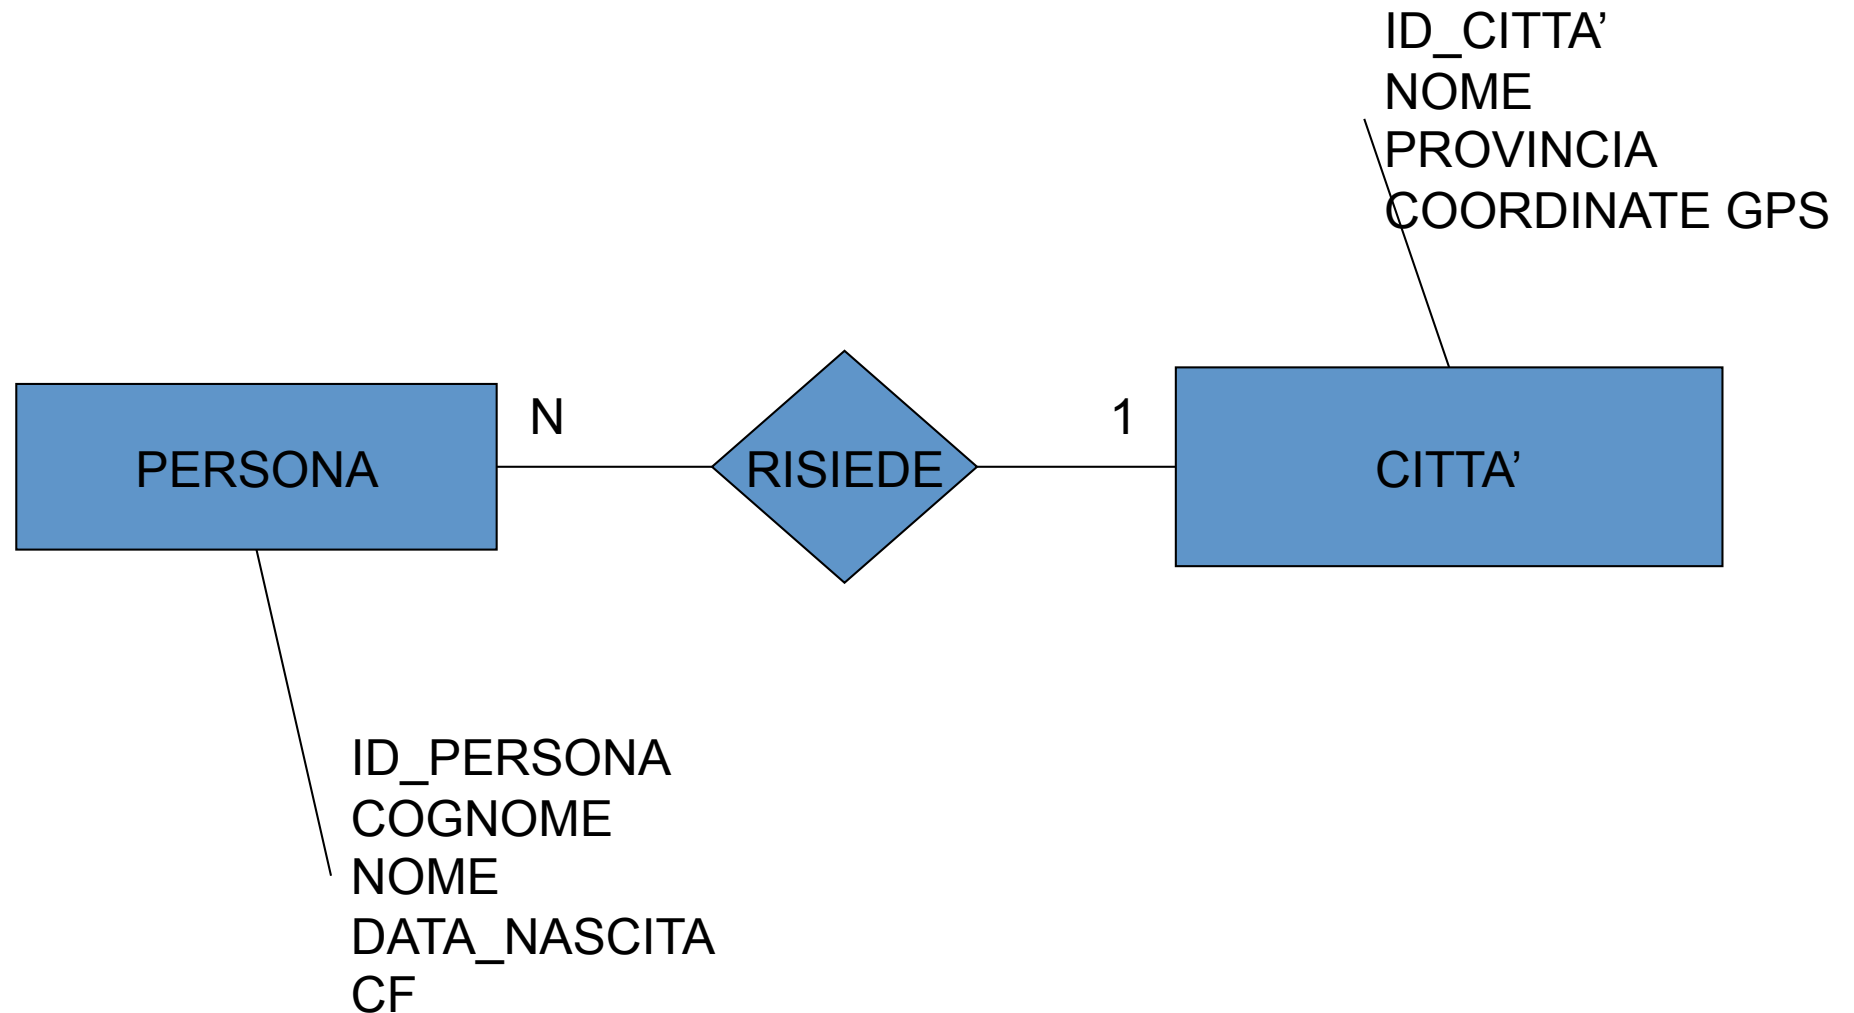 ID_CITTA’
NOME
PROVINCIA
COORDINATE GPS
N
1
PERSONA
RISIEDE
CITTA’
ID_PERSONA
COGNOME
NOME
DATA_NASCITA
CF